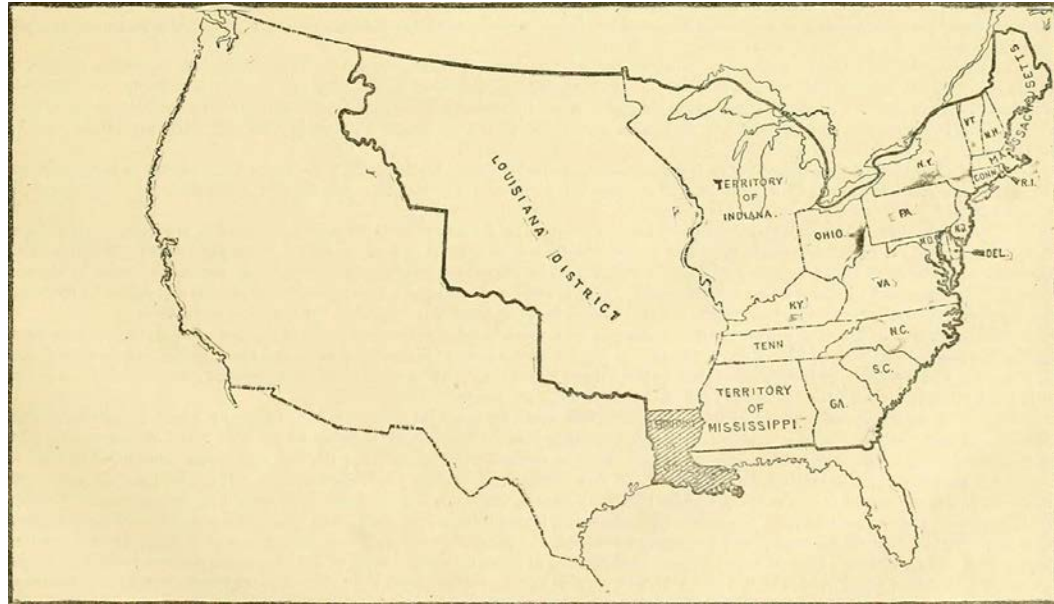 MASSACHUSETTS
VT.
N.H.
N.Y.
CONN.
R.I.
LOUISIANA DISTRICT
TERRITORY
OF
INDIANA.
PA.
N.J.
OHIO.
MD.
DEL.
VA.
KY.
N.C.
TENN
S.C.
TERRITORY
OF
MISSISSIPPI.
GA.